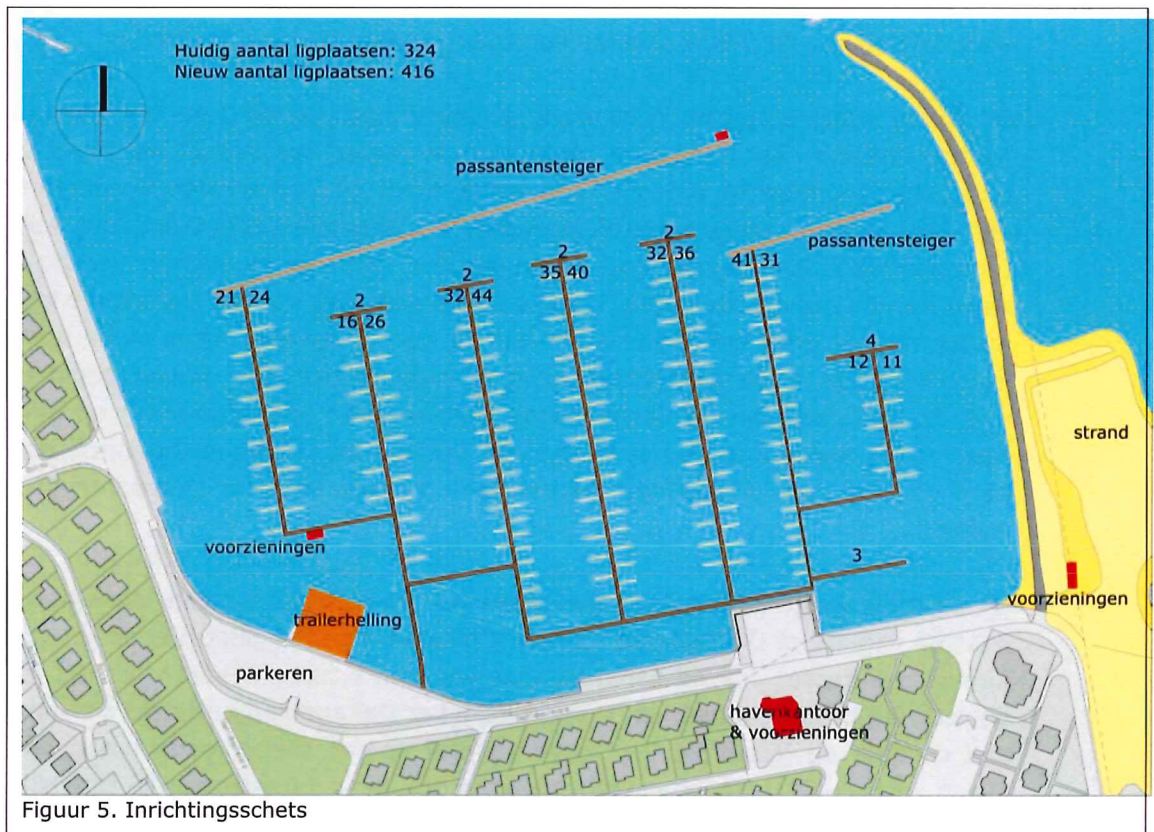 Huidig aantal ligplaatsen: 324
Nieuw aantal ligplaatsen: 416
passantensteiger
passantensteiger
2
32 36
2
35 40
41 31
2
32 44
21 24
2
16 26
4
12 11
strand
voorzieningen
3
voorzieningen
trailerhelling
parkeren
havenkantoor
& voorzieningen
Figuur 5. Inrichtingsschets